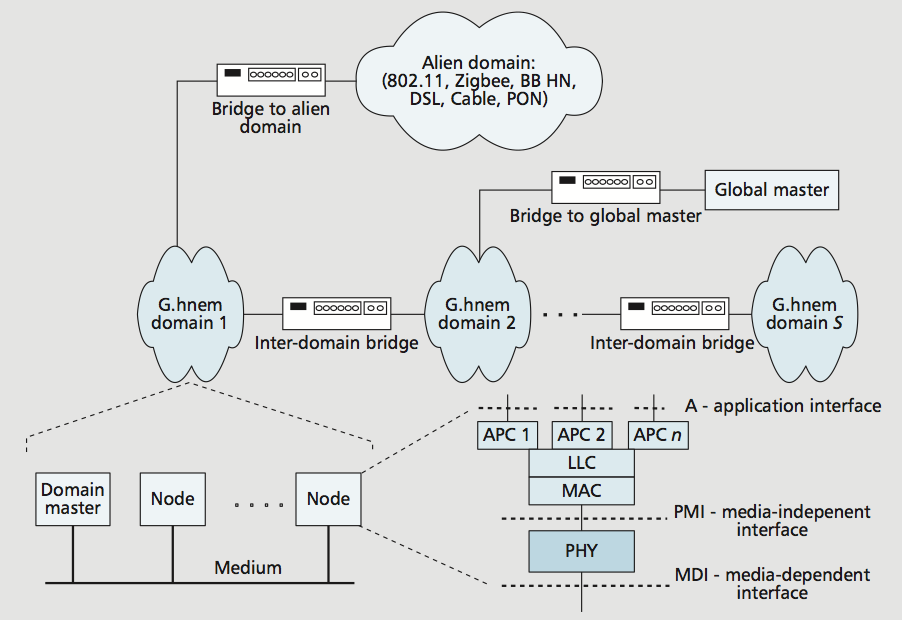 Alien domain:
(802.11, Zigbee, BB HN,
DSL, Cable, PON)
Bridge to alien
domain
Global master
Bridge to global master
G.hnem
domain 1
Inter-domain bridge
G.hnem
domain 2
Inter-domain bridge
G.hnem
domain S
A - application interface
APC 1
APC 2
APC n
LLC
MAC
PMI - media-indepenent
interface
PHY
MDI - media-dependent
interface
Domain
master
Node
Node
Medium